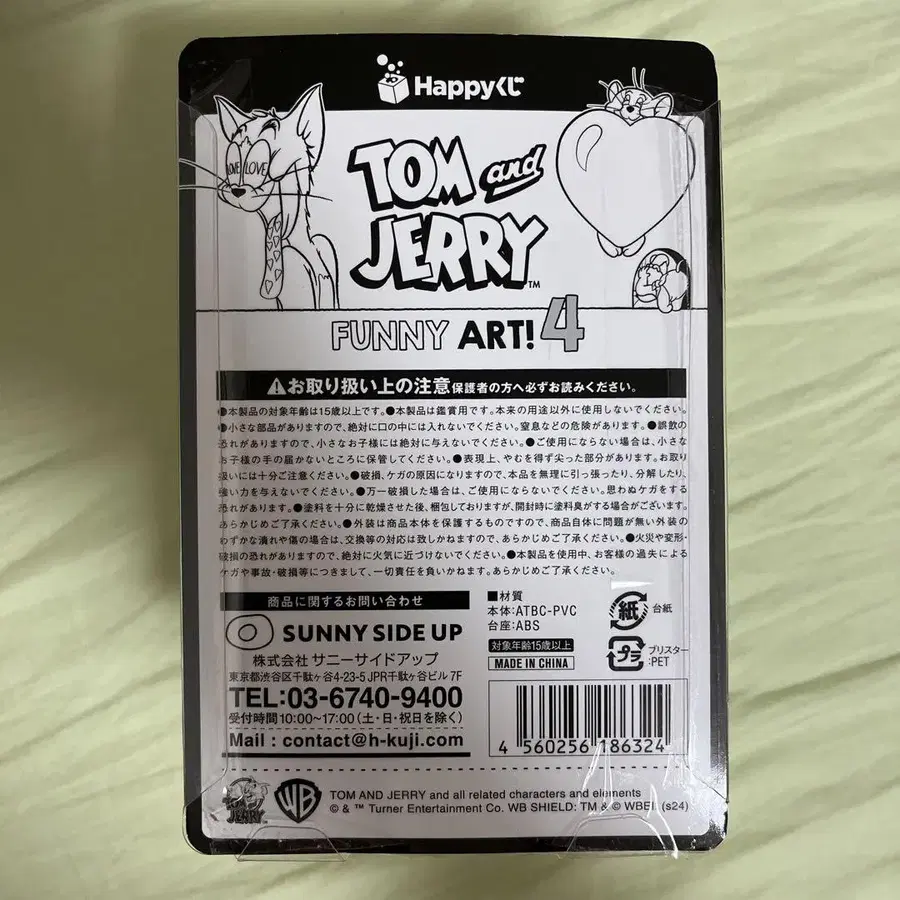 Happyくじ
LOVE LOVE
TOM and
JERRY™
FUNNY ART! 4
⚠お取り扱い上の注意 保護者の方へ必ずお読みください。
●本製品の対象年齢は15歳以上です。●本製品は鑑賞用です。本来の用途以外に使用しないでください。
●小さな部品がありますので、絶対に口の中には入れないでください。窒息などの危険があります。●誤飲の
恐れがありますので、小さなお子様には絶対に与えないでください。●ご使用にならない場合は、小さな
お子様の手の届かないところに保管してください。●表現上、やむを得ず尖った部分があります。お取り
扱いには十分ご注意ください。●破損、ケガの原因になりますので、本品を無理に引っ張ったり、分解したり、
強い力を与えないでください。●万一破損した場合は、ご使用にならないでください。思わぬケガをする
恐れがあります。●塗料を十分に乾燥させた後、梱包しておりますが、開封時に塗料臭がする場合がございます。
あらかじめご了承ください。●外装は商品本体を保護するものですので、商品自体に問題が無い外装の
わずかな潰れや傷の場合は、交換等の対応は致しかねますので、あらかじめご了承ください。●火災や変形・
破損の恐れがありますので、絶対に火気に近づけないでください。●本製品を使用中、お客様の過失による
ケガや事故・破損等につきまして、一切責任を負いかねます。あらかじめご了承ください。
商品に関するお問い合わせ
SUNNY SIDE UP
株式会社 サニーサイドアップ
東京都渋谷区千駄ヶ谷4-23-5 JPR千駄ヶ谷ビル 7F
TEL:03-6740-9400
受付時間10:00~17:00(土・日・祝日を除く)
Mail : contact@h-kuji.com
■材質
本体:ATBC-PVC
台座:ABS
対象年齢15歳以上
MADE IN CHINA
紙 台紙
プラ ブリスター
:PET
4 560256 186324
TOM and JERRY™
WB
TOM AND JERRY and all related characters and elements
© & ™ Turner Entertainment Co. WB SHIELD: TM & © WBEI. (s24)